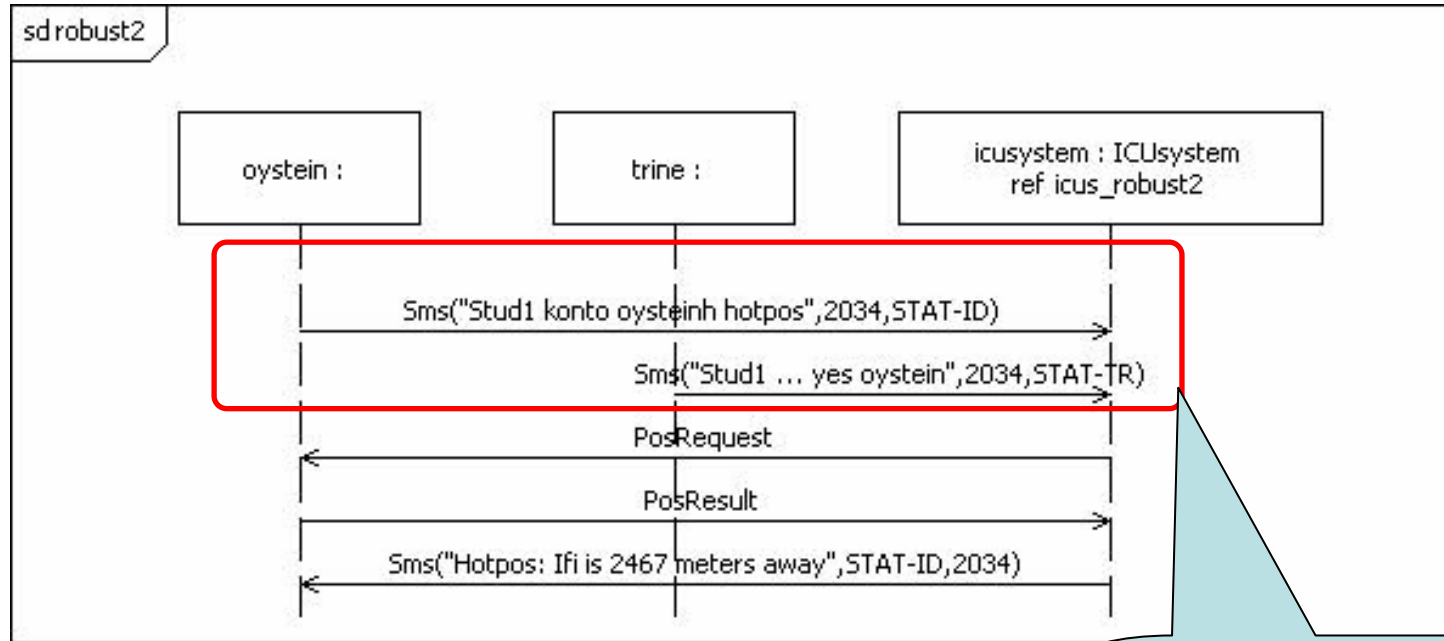 sd robust2
oystein :
trine :
icusystem : ICUsystem
ref icus_robust2
Sms("Stud1 konto oysteinh hotpos",2034,STAT-ID)
Sms("Stud1 ... yes oystein",2034,STAT-TR)
PosRequest
PosResult
Sms("Hotpos: Ifi is 2467 meters away",STAT-ID,2034)